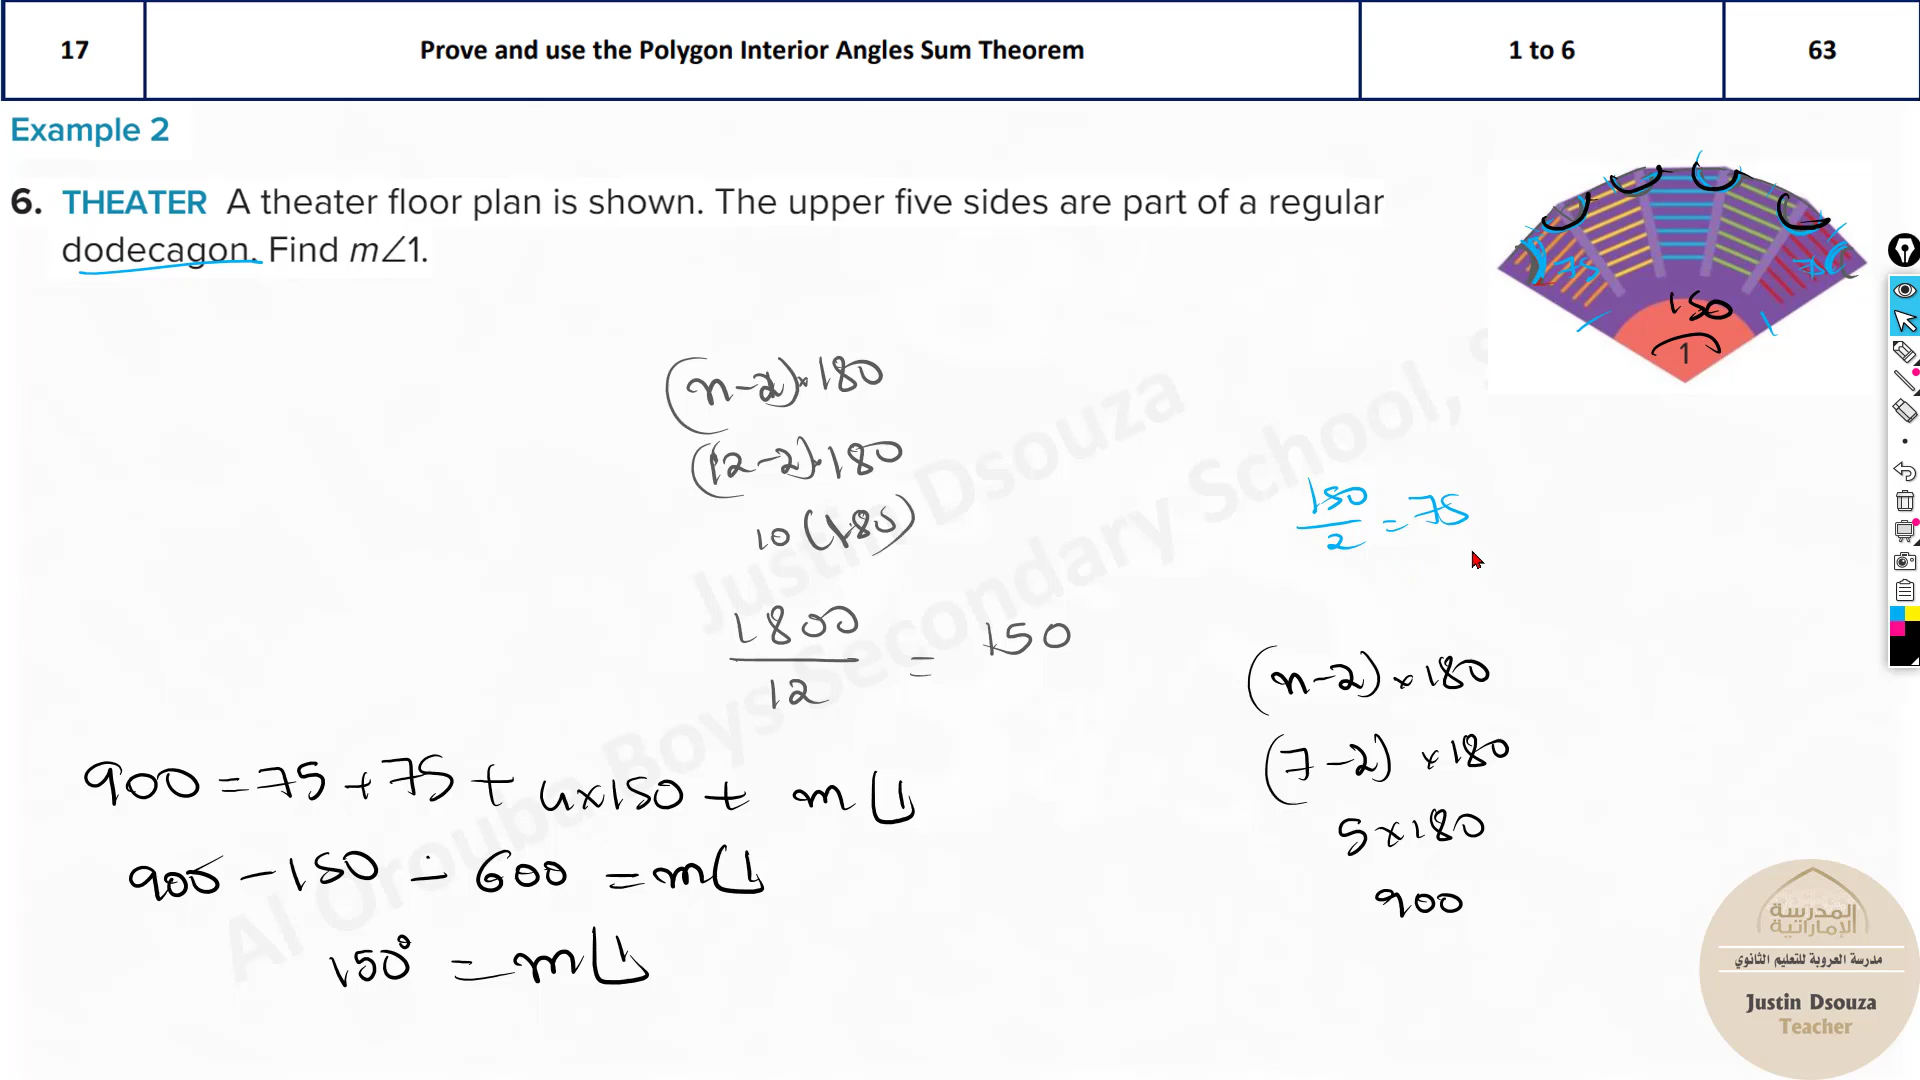 17 Prove and use the Polygon Interior Angles Sum Theorem 1 to 6 63
Example 2
6. THEATER A theater floor plan is shown. The upper five sides are part of a regular
dodecagon. Find m∠1.
75 75
150
1
(n-2)×180
(12-2)·180
10(180)
1800
12
= 150
150
2
= 75
(n-2)×180
(7-2)×180
5×180
900
900 = 75 + 75 + 4×150 + m∠1
900 - 150 - 600 = m∠1
150° = m∠1
Justin Dsouza
Al Orouba Boys Secondary School, S
المدرسة
الإماراتية
مدرسة العروبة للتعليم الثانوي
Justin Dsouza
Teacher